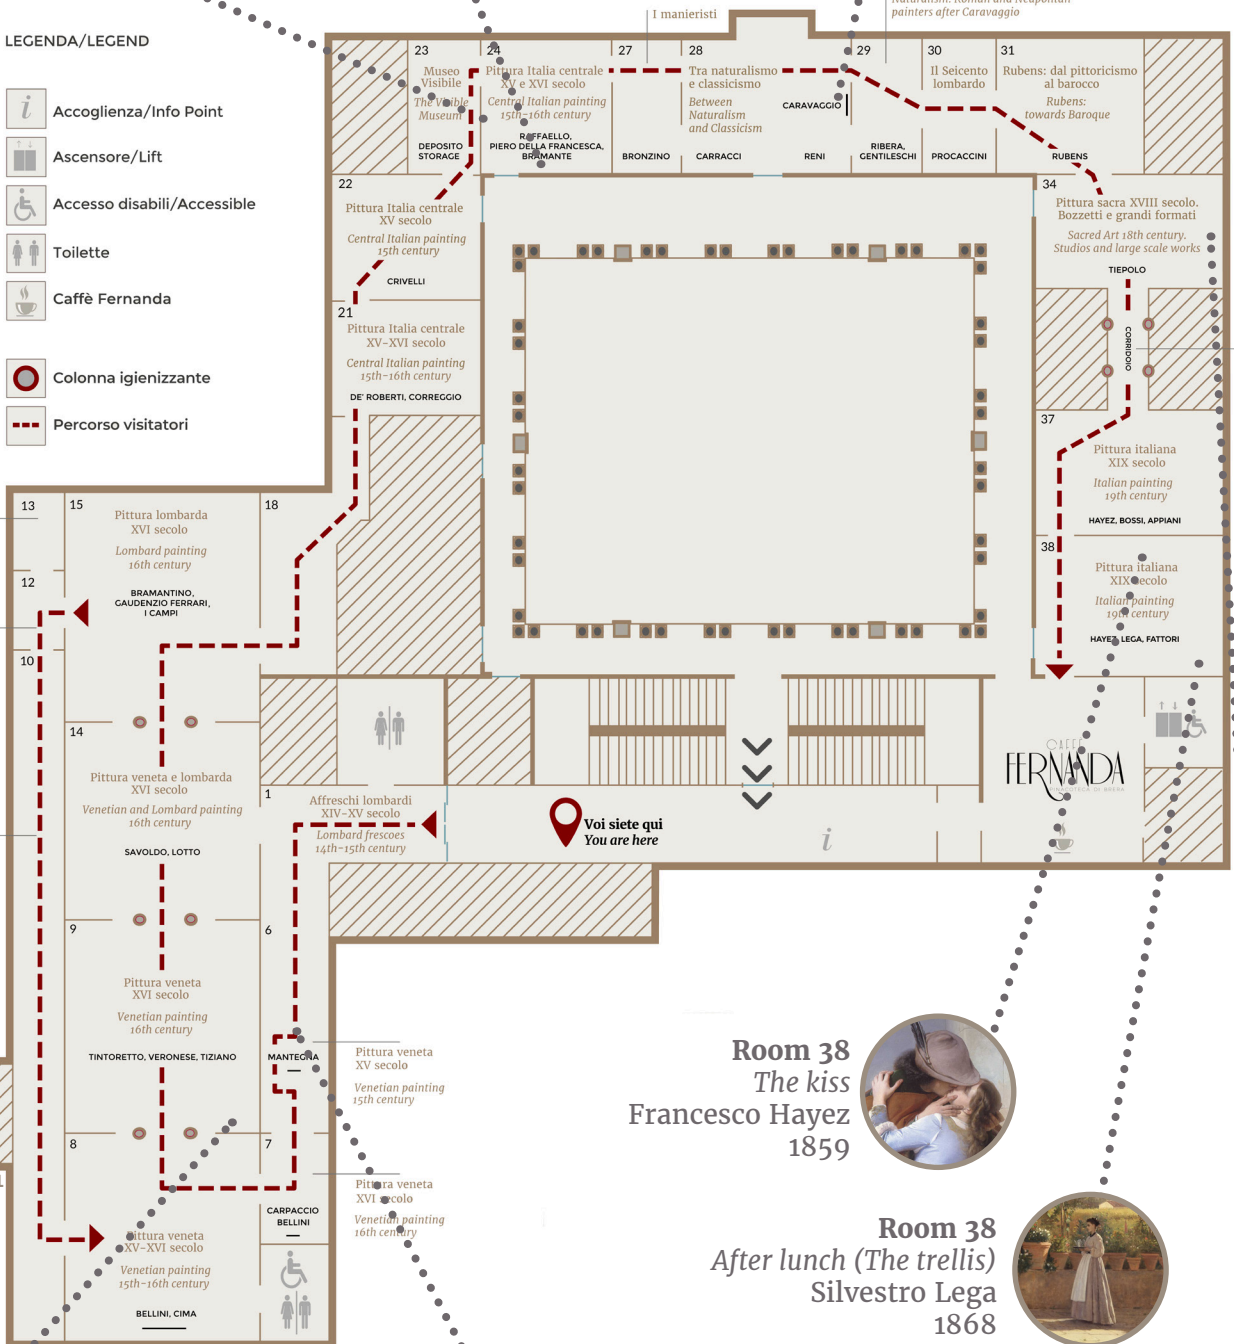 I manieristi
Naturalism: Roman and Neapolitan
painters after Caravaggio
LEGENDA/LEGEND
i
Accoglienza/Info Point
Ascensore/Lift
Accesso disabili/Accessible
Toilette
Caffè Fernanda
Colonna igienizzante
Percorso visitatori
23
Museo
Visibile
The Visible
Museum
DEPOSITO
STORAGE
24
Pittura Italia centrale
XV e XVI secolo
Central Italian painting
15th-16th century
RAFFAELLO,
PIERO DELLA FRANCESCA,
BRAMANTE
27
BRONZINO
28
Tra naturalismo
e classicismo
Between
Naturalism
and Classicism
CARRACCI
CARAVAGGIO
RENI
29
RIBERA,
GENTILESCHI
30
Il Seicento
lombardo
PROCACCINI
31
Rubens: dal pittoricismo
al barocco
Rubens:
towards Baroque
RUBENS
22
Pittura Italia centrale
XV secolo
Central Italian painting
15th century
CRIVELLI
34
Pittura sacra XVIII secolo.
Bozzetti e grandi formati
Sacred Art 18th century.
Studios and large scale works
TIEPOLO
CORRIDOIO
21
Pittura Italia centrale
XV-XVI secolo
Central Italian painting
15th-16th century
DE' ROBERTI, CORREGGIO
37
Pittura italiana
XIX secolo
Italian painting
19th century
HAYEZ, BOSSI, APPIANI
38
Pittura italiana
XIX secolo
Italian painting
19th century
HAYEZ, LEGA, FATTORI
13
12
10
15
Pittura lombarda
XVI secolo
Lombard painting
16th century
BRAMANTINO,
GAUDENZIO FERRARI,
I CAMPI
18
14
Pittura veneta e lombarda
XVI secolo
Venetian and Lombard painting
16th century
SAVOLDO, LOTTO
1
Affreschi lombardi
XIV-XV secolo
Lombard frescoes
14th-15th century
Voi siete qui
You are here
i
CAFFÈ
FERNANDA
PINACOTECA DI BRERA
9
Pittura veneta
XVI secolo
Venetian painting
16th century
TINTORETTO, VERONESE, TIZIANO
6
MANTEGNA
Pittura veneta
XV secolo
Venetian painting
15th century
8
7
Pittura veneta
XVI secolo
Venetian painting
16th century
CARPACCIO
BELLINI
Pittura veneta
XV-XVI secolo
Venetian painting
15th-16th century
BELLINI, CIMA
Room 38
The kiss
Francesco Hayez
1859
Room 38
After lunch (The trellis)
Silvestro Lega
1868